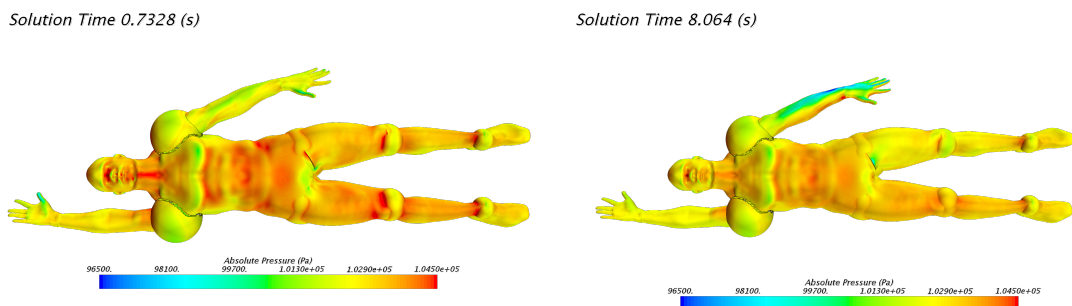 Solution Time 0.7328 (s)
Solution Time 8.064 (s)
Absolute Pressure (Pa)
96500. 98100. 99700. 1.0130e+05 1.0290e+05 1.0450e+05
Absolute Pressure (Pa)
96500. 98100. 99700. 1.0130e+05 1.0290e+05 1.0450e+05